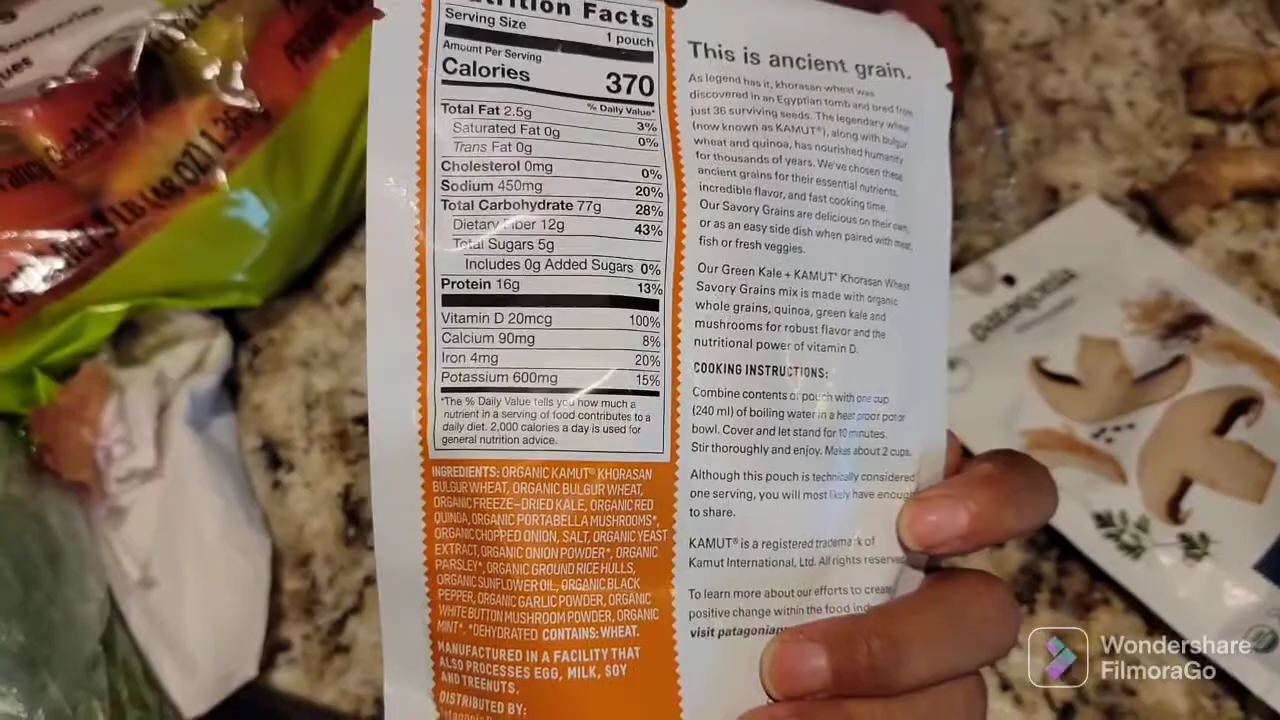 Nutrition Facts
Serving Size
1 pouch
Amount Per Serving
Calories 370
% Daily Value*
Total Fat 2.5g 3%
Saturated Fat 0g 0%
Trans Fat 0g
Cholesterol 0mg 0%
Sodium 450mg 20%
Total Carbohydrate 77g 28%
Dietary Fiber 12g 43%
Total Sugars 5g
Includes 0g Added Sugars 0%
Protein 16g 13%
Vitamin D 20mcg 100%
Calcium 90mg 8%
Iron 4mg 20%
Potassium 600mg 15%
*The % Daily Value tells you how much a
nutrient in a serving of food contributes to a
daily diet. 2,000 calories a day is used for
general nutrition advice.
INGREDIENTS: ORGANIC KAMUT® KHORASAN
BULGUR WHEAT, ORGANIC BULGUR WHEAT,
ORGANIC FREEZE-DRIED KALE, ORGANIC RED
QUINOA, ORGANIC PORTABELLA MUSHROOMS*,
ORGANIC CHOPPED ONION, SALT, ORGANIC YEAST
EXTRACT, ORGANIC ONION POWDER*, ORGANIC
PARSLEY*, ORGANIC GROUND RICE HULLS,
ORGANIC SUNFLOWER OIL, ORGANIC BLACK
PEPPER, ORGANIC GARLIC POWDER, ORGANIC
WHITE BUTTON MUSHROOM POWDER, ORGANIC
MINT*. *DEHYDRATED CONTAINS: WHEAT.
MANUFACTURED IN A FACILITY THAT
ALSO PROCESSES EGG, MILK, SOY
AND TREENUTS.
DISTRIBUTED BY:
This is ancient grain.
As legend has it, khorasan wheat was
discovered in an Egyptian tomb and bred from
just 36 surviving seeds. The legendary wheat
(now known as KAMUT®), along with bulgur
wheat and quinoa, has nourished humanity
for thousands of years. We've chosen these
ancient grains for their essential nutrients,
incredible flavor, and fast cooking time.
Our Savory Grains are delicious on their own,
or as an easy side dish when paired with meat,
fish or fresh veggies.
Our Green Kale + KAMUT® Khorasan Wheat
Savory Grains mix is made with organic
whole grains, quinoa, green kale and
mushrooms for robust flavor and the
nutritional power of vitamin D.
COOKING INSTRUCTIONS:
Combine contents of pouch with one cup
(240 ml) of boiling water in a heat proof pot or
bowl. Cover and let stand for 10 minutes.
Stir thoroughly and enjoy. Makes about 2 cups.
Although this pouch is technically considered
one serving, you will most likely have enough
to share.
KAMUT® is a registered trademark of
Kamut International, Ltd. All rights reserved
To learn more about our efforts to create
positive change within the food
visit
patagonia
3 LB (48 OZ) 1.36
Wondershare
FilmoraGo